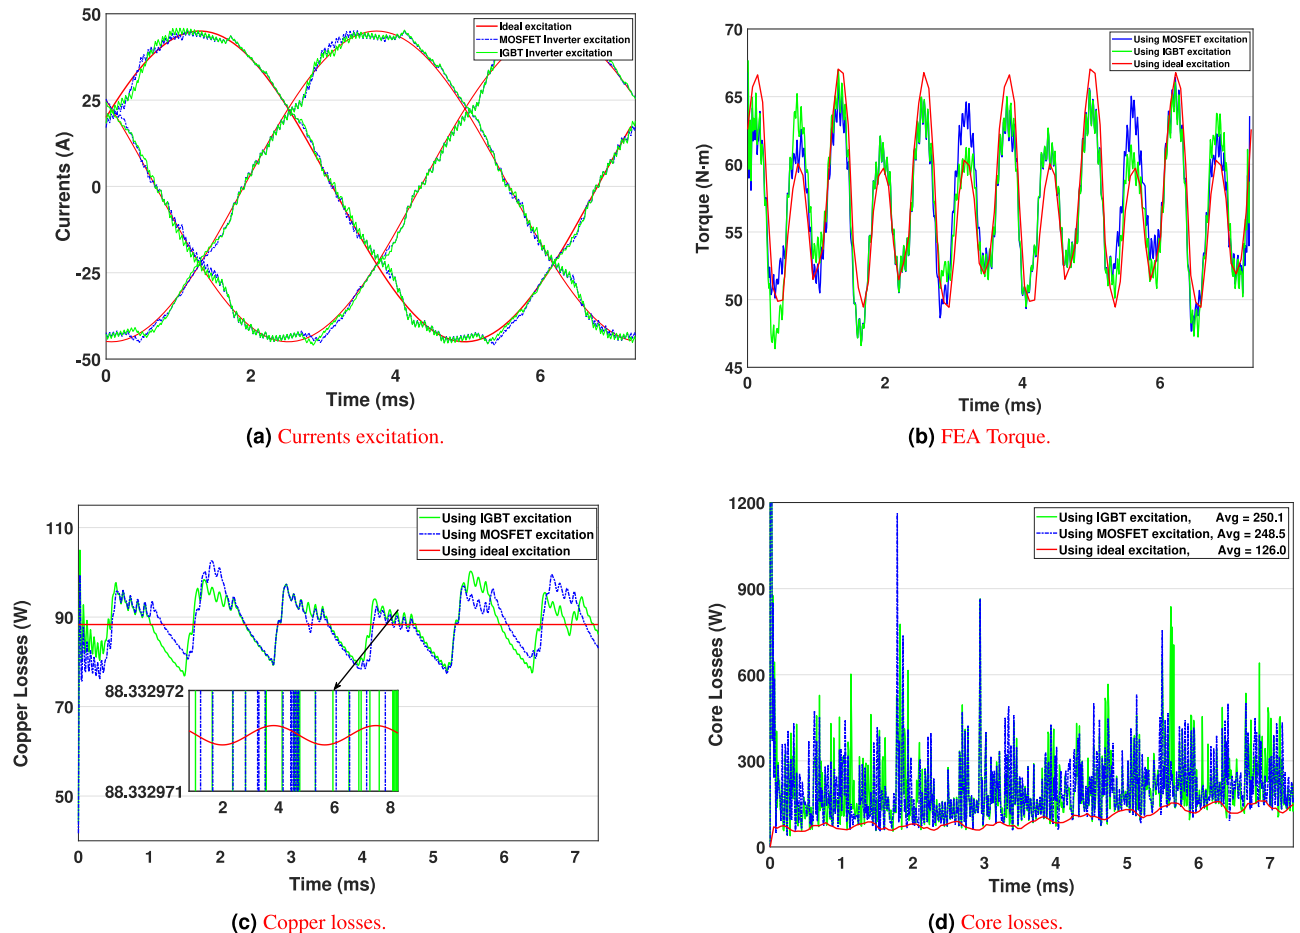 50
25
0
-25
-50
Currents (A)
Ideal excitation
MOSFET Inverter excitation
IGBT Inverter excitation
0 2 4 6
Time (ms)
(a) Currents excitation.
70
65
60
55
50
45
Torque (N·m)
Using MOSFET excitation
Using IGBT excitation
Using ideal excitation
0 2 4 6
Time (ms)
(b) FEA Torque.
110
90
70
50
Copper Losses (W)
Using IGBT excitation
Using MOSFET excitation
Using ideal excitation
88.332972
88.332971
2 4 6 8
0 1 2 3 4 5 6 7
Time (ms)
(c) Copper losses.
1200
900
600
300
0
Core Losses (W)
Using IGBT excitation, Avg = 250.1
Using MOSFET excitation, Avg = 248.5
Using ideal excitation, Avg = 126.0
0 1 2 3 4 5 6 7
Time (ms)
(d) Core losses.